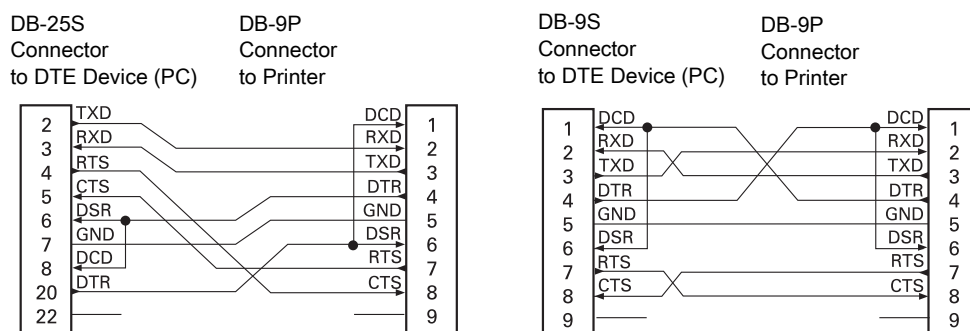 DB-25S
Connector
to DTE Device (PC)
DB-9P
Connector
to Printer
2 TXD
3 RXD
4 RTS
5 CTS
6 DSR
7 GND
8 DCD
20 DTR
22
DCD 1
RXD 2
TXD 3
DTR 4
GND 5
DSR 6
RTS 7
CTS 8
9
DB-9S
Connector
to DTE Device (PC)
DB-9P
Connector
to Printer
1 DCD
2 RXD
3 TXD
4 DTR
5 GND
6 DSR
7 RTS
8 CTS
9
DCD 1
RXD 2
TXD 3
DTR 4
GND 5
DSR 6
RTS 7
CTS 8
9